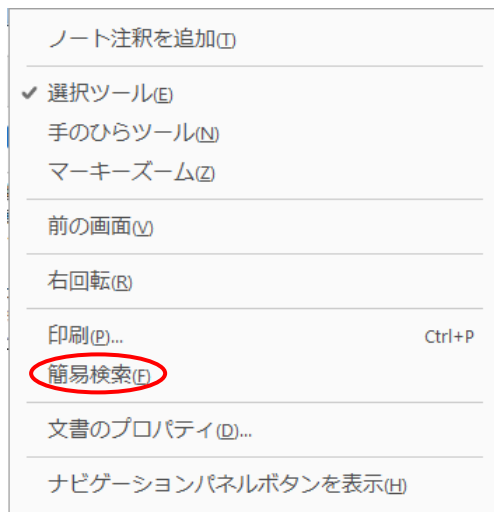 ノート注釈を追加(T)
選択ツール(E)
手のひらツール(N)
マーキーズーム(Z)
前の画面(V)
右回転(R)
印刷(P)... Ctrl+P
簡易検索(F)
文書のプロパティ(D)...
ナビゲーションパネルボタンを表示(H)